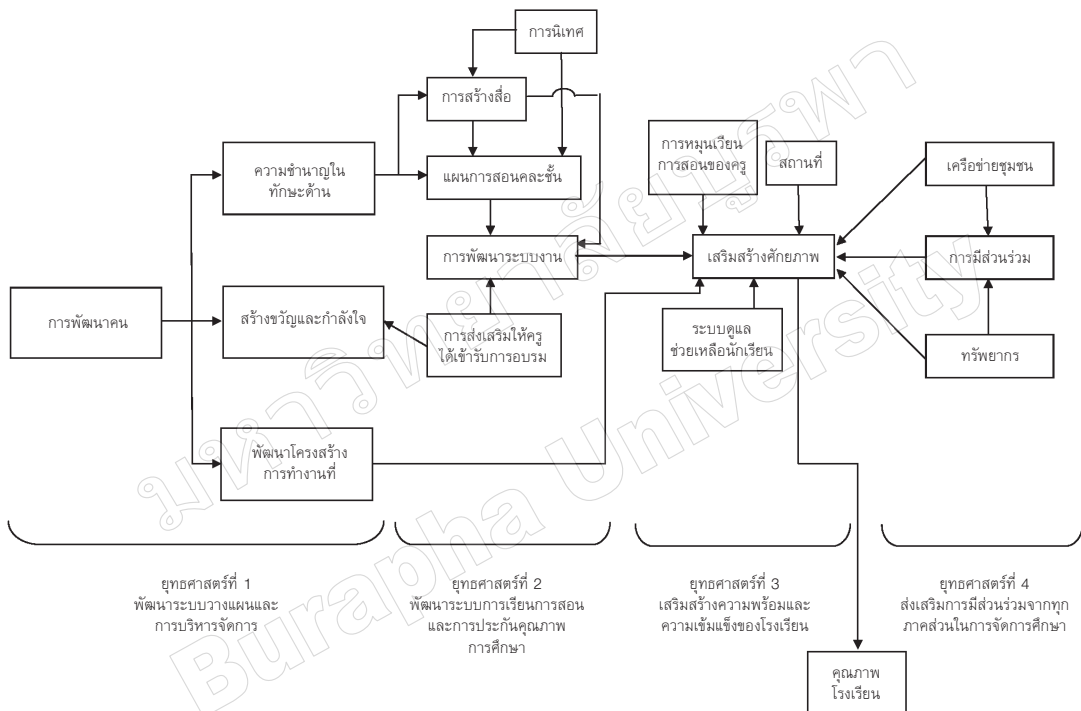 การนิเทศ
การสร้างสื่อ
แผนการสอนคละชั้น
การพัฒนาระบบงาน
การส่งเสริมให้ครู
ได้เข้ารับการอบรม
ความชำนาญใน
ทักษะด้าน
การพัฒนาคน
สร้างขวัญและกำลังใจ
พัฒนาโครงสร้าง
การทำงานที่
การหมุนเวียน
การสอนของครู
สถานที่
เสริมสร้างศักยภาพ
ระบบดูแล
ช่วยเหลือนักเรียน
เครือข่ายชุมชน
การมีส่วนร่วม
ทรัพยากร
ยุทธศาสตร์ที่ 1
พัฒนาระบบวางแผนและ
การบริหารจัดการ
ยุทธศาสตร์ที่ 2
พัฒนาระบบการเรียนการสอน
และการประกันคุณภาพ
การศึกษา
ยุทธศาสตร์ที่ 3
เสริมสร้างความพร้อมและ
ความเข้มแข็งของโรงเรียน
ยุทธศาสตร์ที่ 4
ส่งเสริมการมีส่วนร่วมจากทุก
ภาคส่วนในการจัดการศึกษา
คุณภาพ
โรงเรียน
มหาวิทยาลัยบูรพา
Burapha University